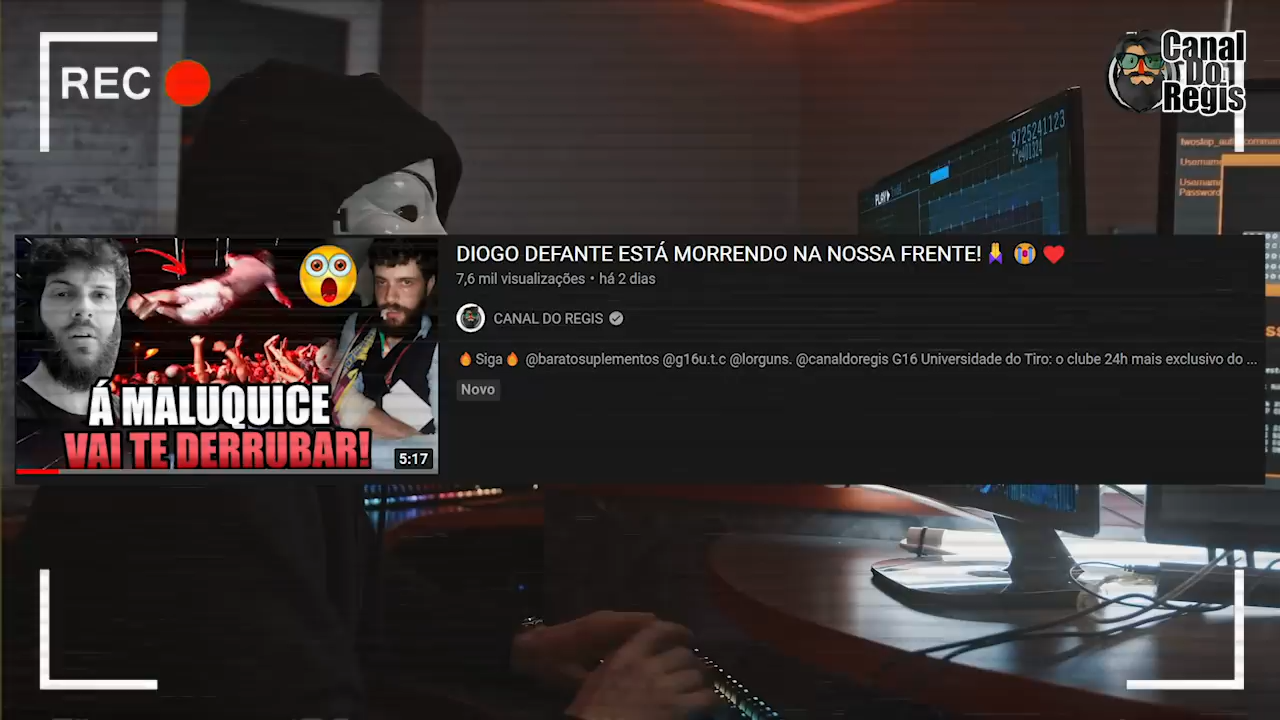 REC
Canal
Do
Regis
9725241123
PLAY
Username
Username
Password
DIOGO DEFANTE ESTÁ MORRENDO NA NOSSA FRENTE!🙏 😭 ❤️
7,6 mil visualizações • há 2 dias
CANAL DO REGIS
🔥 Siga 🔥 @baratosuplementos @g16u.t.c @lorguns. @canaldoregis G16 Universidade do Tiro: o clube 24h mais exclusivo do ...
Novo
Á MALUQUICE
VAI TE DERRUBAR!
5:17